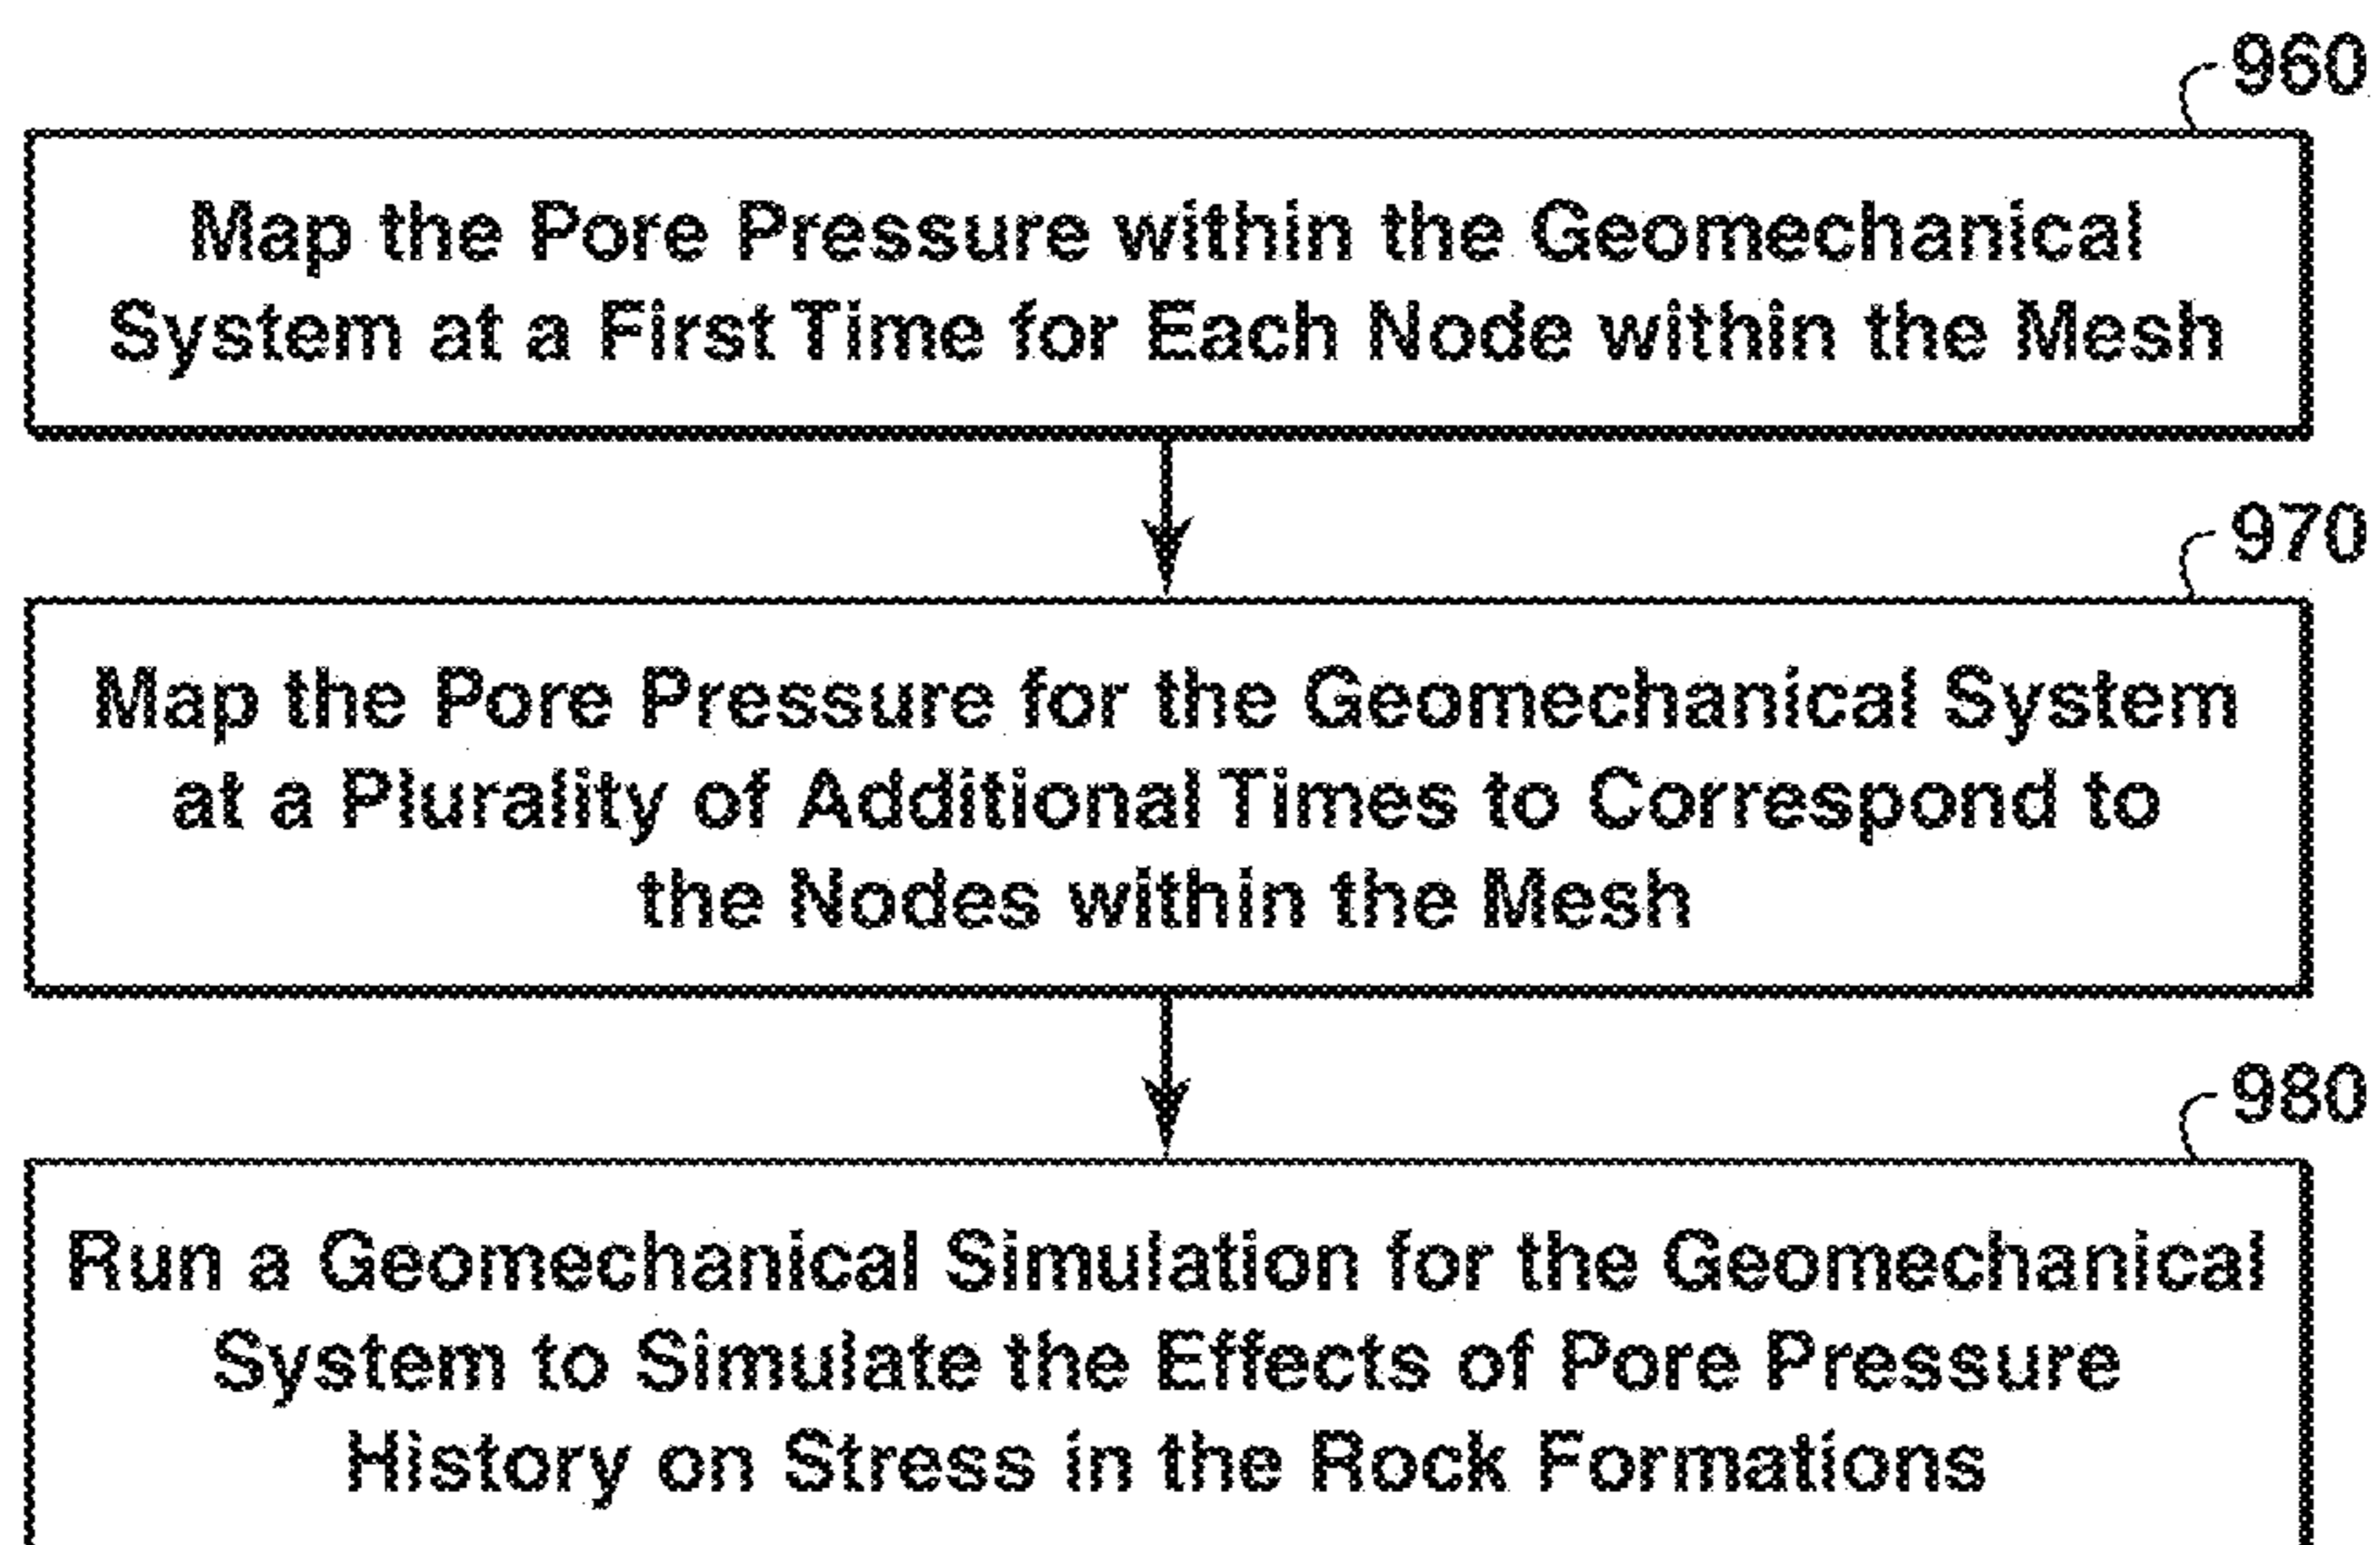 960
Map the Pore Pressure within the Geomechanical
System at a First Time for Each Node within the Mesh
970
Map the Pore Pressure for the Geomechanical System
at a Plurality of Additional Times to Correspond to
the Nodes within the Mesh
980
Run a Geomechanical Simulation for the Geomechanical
System to Simulate the Effects of Pore Pressure
History on Stress in the Rock Formations